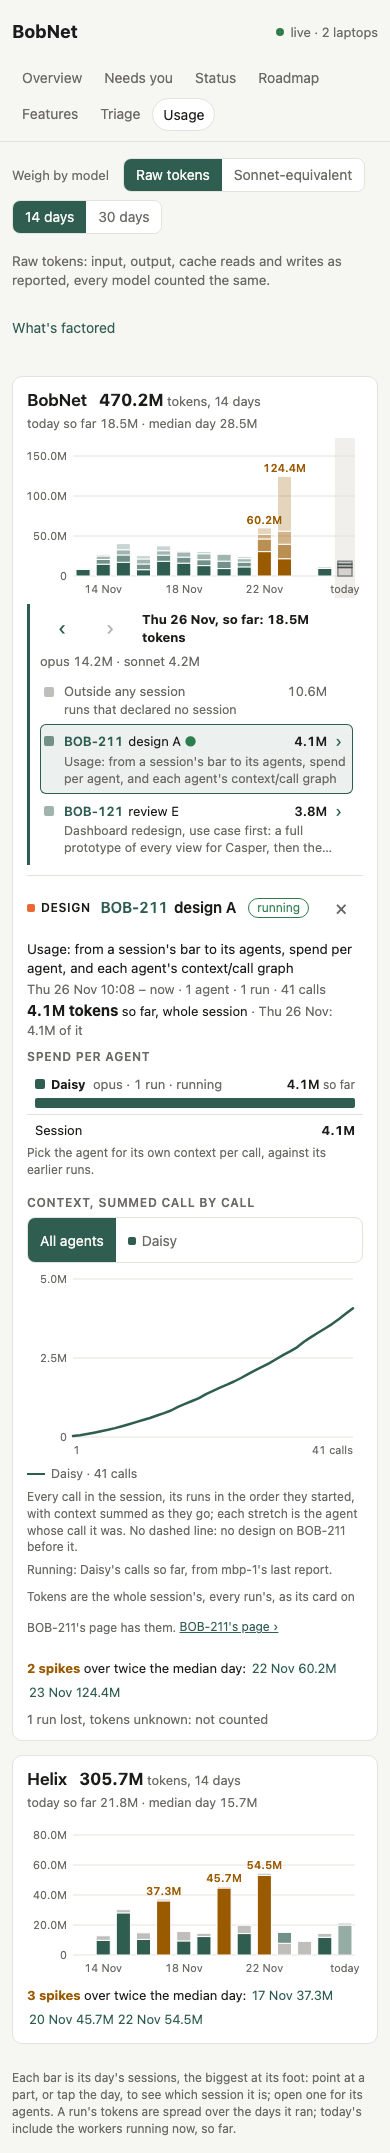 BobNet
live · 2 laptops
Overview Needs you Status Roadmap
Features Triage Usage
Weigh by model Raw tokens Sonnet-equivalent
14 days 30 days
Raw tokens: input, output, cache reads and writes as
reported, every model counted the same.
What's factored
BobNet 470.2M tokens, 14 days
today so far 18.5M · median day 28.5M
150.0M
124.4M
100.0M
60.2M
50.0M
0
14 Nov 18 Nov 22 Nov today
‹ › Thu 26 Nov, so far: 18.5M
tokens
opus 14.2M · sonnet 4.2M
Outside any session 10.6M
runs that declared no session
BOB-211 design A 4.1M ›
Usage: from a session's bar to its agents, spend
per agent, and each agent's context/call graph
BOB-121 review E 3.8M ›
Dashboard redesign, use case first: a full
prototype of every view for Casper, then the…
DESIGN BOB-211 design A running ×
Usage: from a session's bar to its agents, spend per
agent, and each agent's context/call graph
Thu 26 Nov 10:08 – now · 1 agent · 1 run · 41 calls
4.1M tokens so far, whole session · Thu 26 Nov:
4.1M of it
SPEND PER AGENT
Daisy opus · 1 run · running 4.1M so far
Session 4.1M
Pick the agent for its own context per call, against its
earlier runs.
CONTEXT, SUMMED CALL BY CALL
All agents Daisy
5.0M
2.5M
0
1 41 calls
Daisy · 41 calls
Every call in the session, its runs in the order they started,
with context summed as they go; each stretch is the agent
whose call it was. No dashed line: no design on BOB-211
before it.
Running: Daisy's calls so far, from mbp-1's last report.
Tokens are the whole session's, every run's, as its card on
BOB-211's page has them. BOB-211's page ›
2 spikes over twice the median day: 22 Nov 60.2M
23 Nov 124.4M
1 run lost, tokens unknown: not counted
Helix 305.7M tokens, 14 days
today so far 21.8M · median day 15.7M
80.0M
60.0M
54.5M
45.7M
40.0M
37.3M
20.0M
0
14 Nov 18 Nov 22 Nov today
3 spikes over twice the median day: 17 Nov 37.3M
20 Nov 45.7M 22 Nov 54.5M
Each bar is its day's sessions, the biggest at its foot: point at a
part, or tap the day, to see which session it is; open one for its
agents. A run's tokens are spread over the days it ran; today's
include the workers running now, so far.